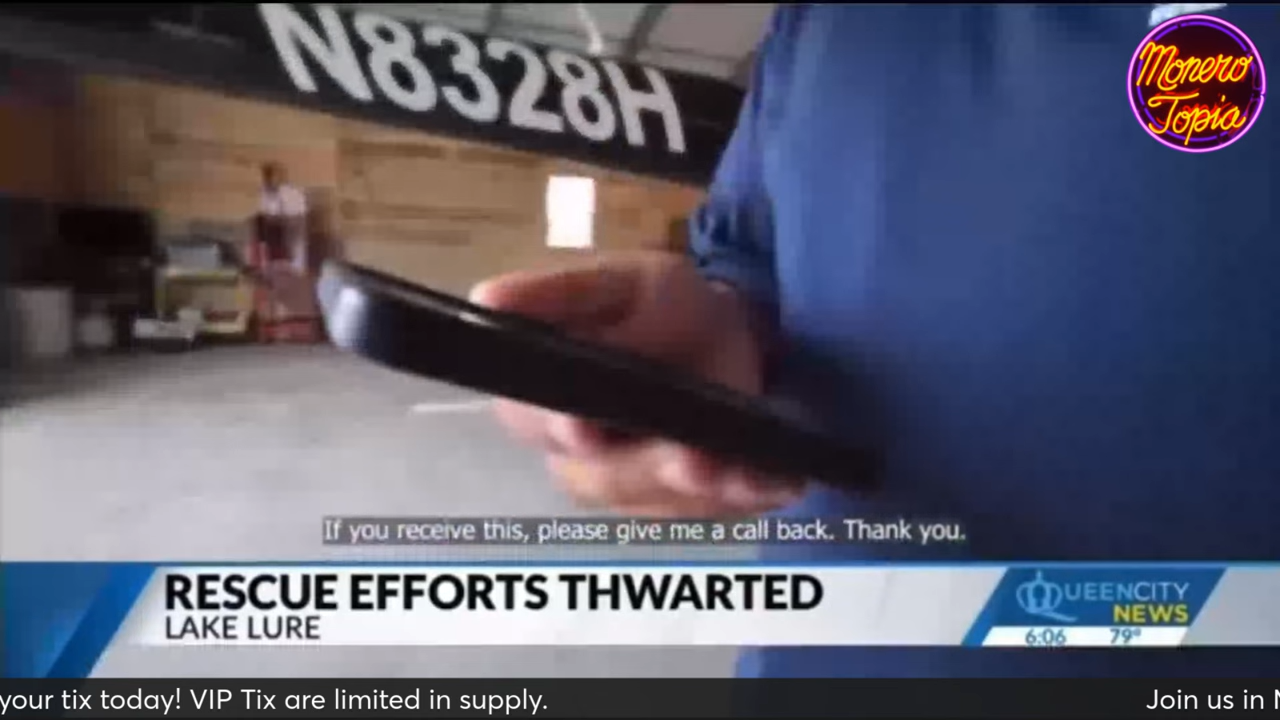 N8328H
Monero
Topia
If you receive this, please give me a call back. Thank you.
RESCUE EFFORTS THWARTED
LAKE LURE
QUEENCITY
NEWS
6:06 79°
your tix today! VIP Tix are limited in supply.
Join us in